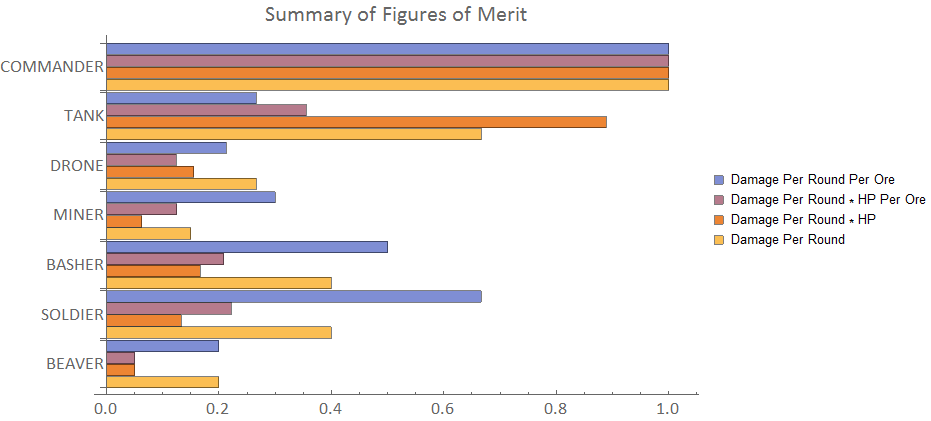 Summary of Figures of Merit
COMMANDER
TANK
DRONE
MINER
BASHER
SOLDIER
BEAVER
0.0 0.2 0.4 0.6 0.8 1.0
Damage Per Round Per Ore
Damage Per Round * HP Per Ore
Damage Per Round * HP
Damage Per Round